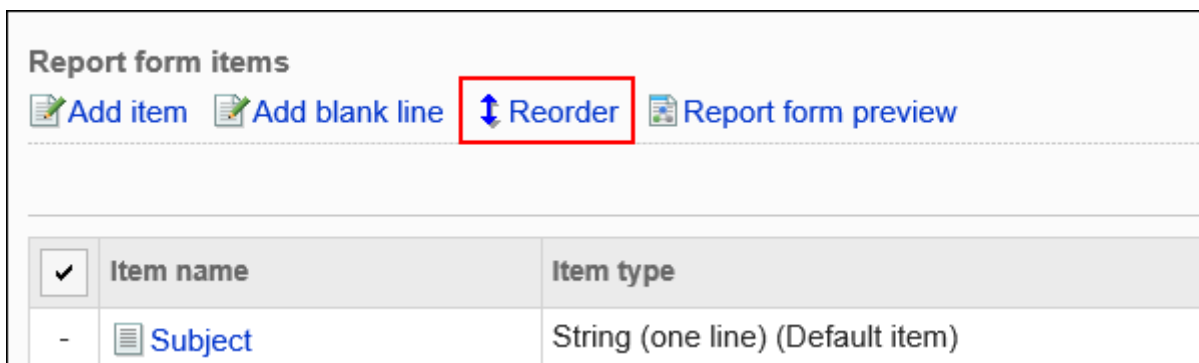 Report form items
Add item Add blank line Reorder Report form preview
Item name Item type
- Subject String (one line) (Default item)